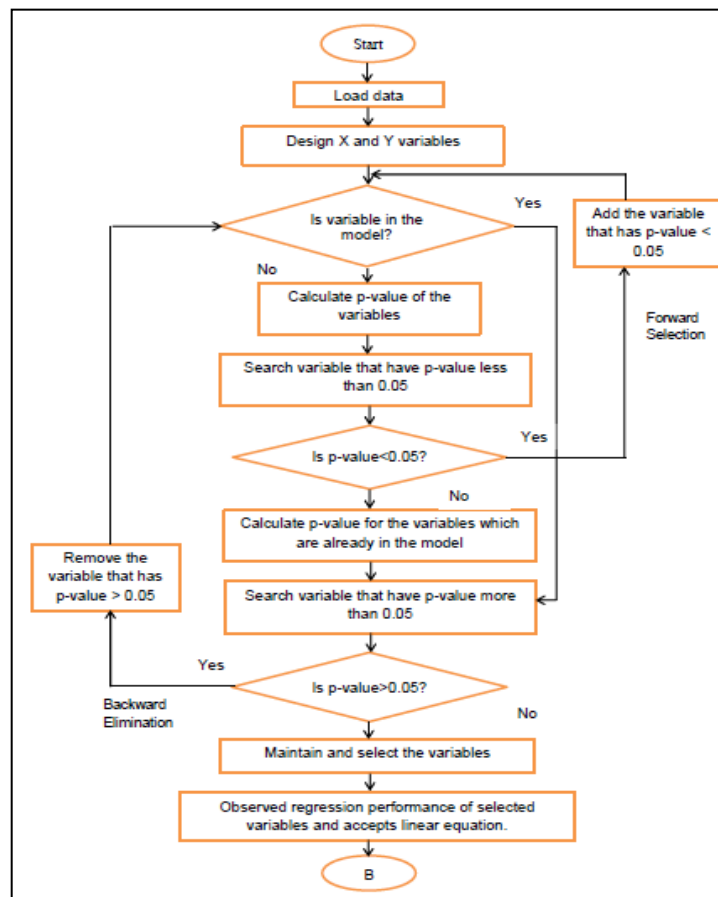 Start
Load data
Design X and Y variables
Is variable in the
model?
Yes
Add the variable
that has p-value <
0.05
No
Calculate p-value of the
variables
Forward
Selection
Search variable that have p-value less
than 0.05
Yes
Is p-value<0.05?
No
Calculate p-value for the variables which
are already in the model
Remove the
variable that has
p-value > 0.05
Search variable that have p-value more
than 0.05
Yes
Is p-value>0.05?
Backward
Elimination
No
Maintain and select the variables
Observed regression performance of selected
variables and accepts linear equation.
B